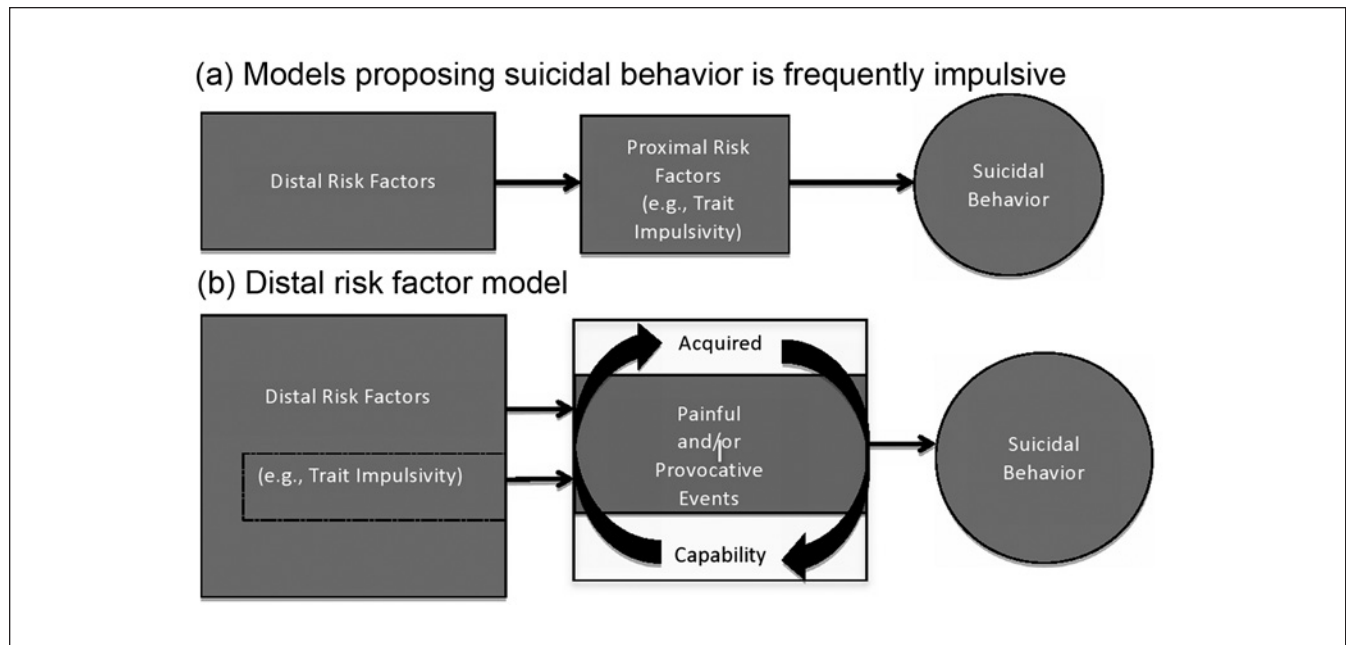 (a) Models proposing suicidal behavior is frequently impulsive
Distal Risk Factors
Proximal Risk
Factors
(e.g., Trait
Impulsivity)
Suicidal
Behavior
(b) Distal risk factor model
Distal Risk Factors
(e.g., Trait Impulsivity)
Acquired
Painful
and/or
Provocative
Events
Capability
Suicidal
Behavior